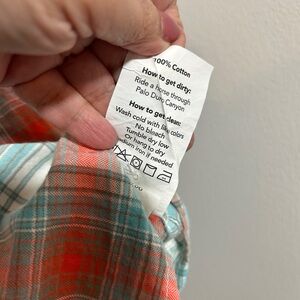 100% Cotton
How to get dirty:
Ride a horse through
Palo Duro Canyon
How to get clean:
Wash cold with like colors
No bleach
Tumble dry low
Or hang to dry
Medium iron if needed